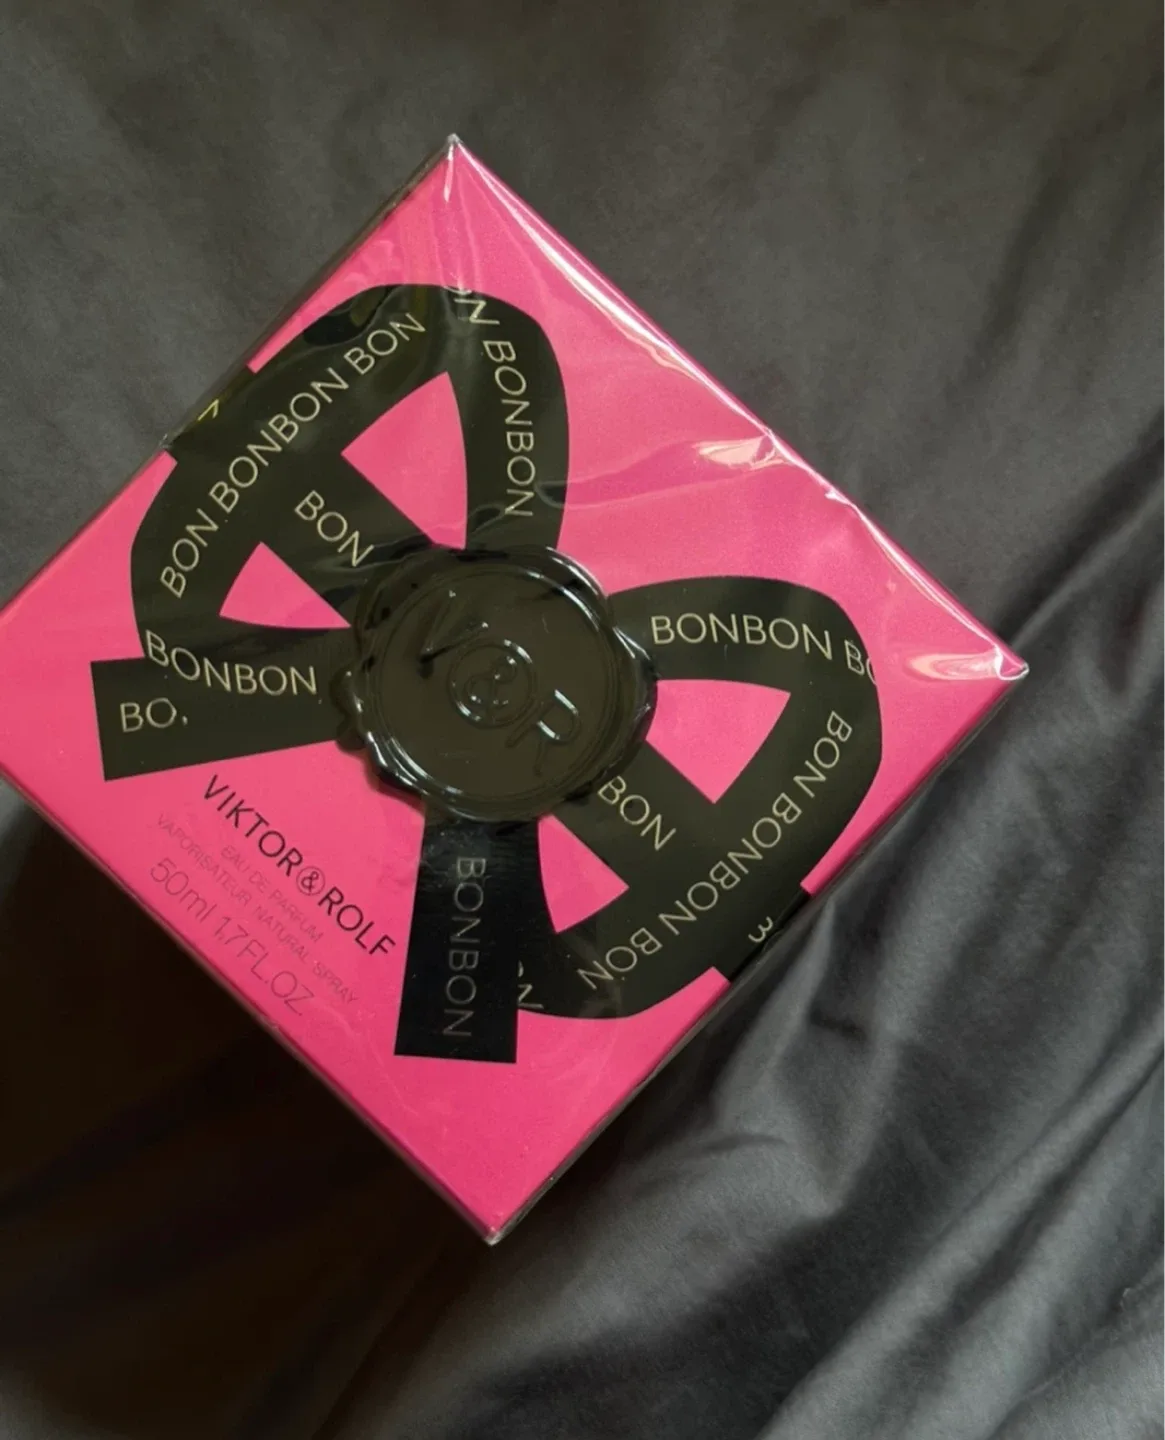 BON BONBON BON
ON BONBON
BON
BONBON
BO.
V&R
BONBON BO
BON BONBON BON
BON
BONBON
VIKTOR&ROLF
EAU DE PARFUM
VAPORISATEUR NATURAL SPRAY
50ml 1.7FL.OZ